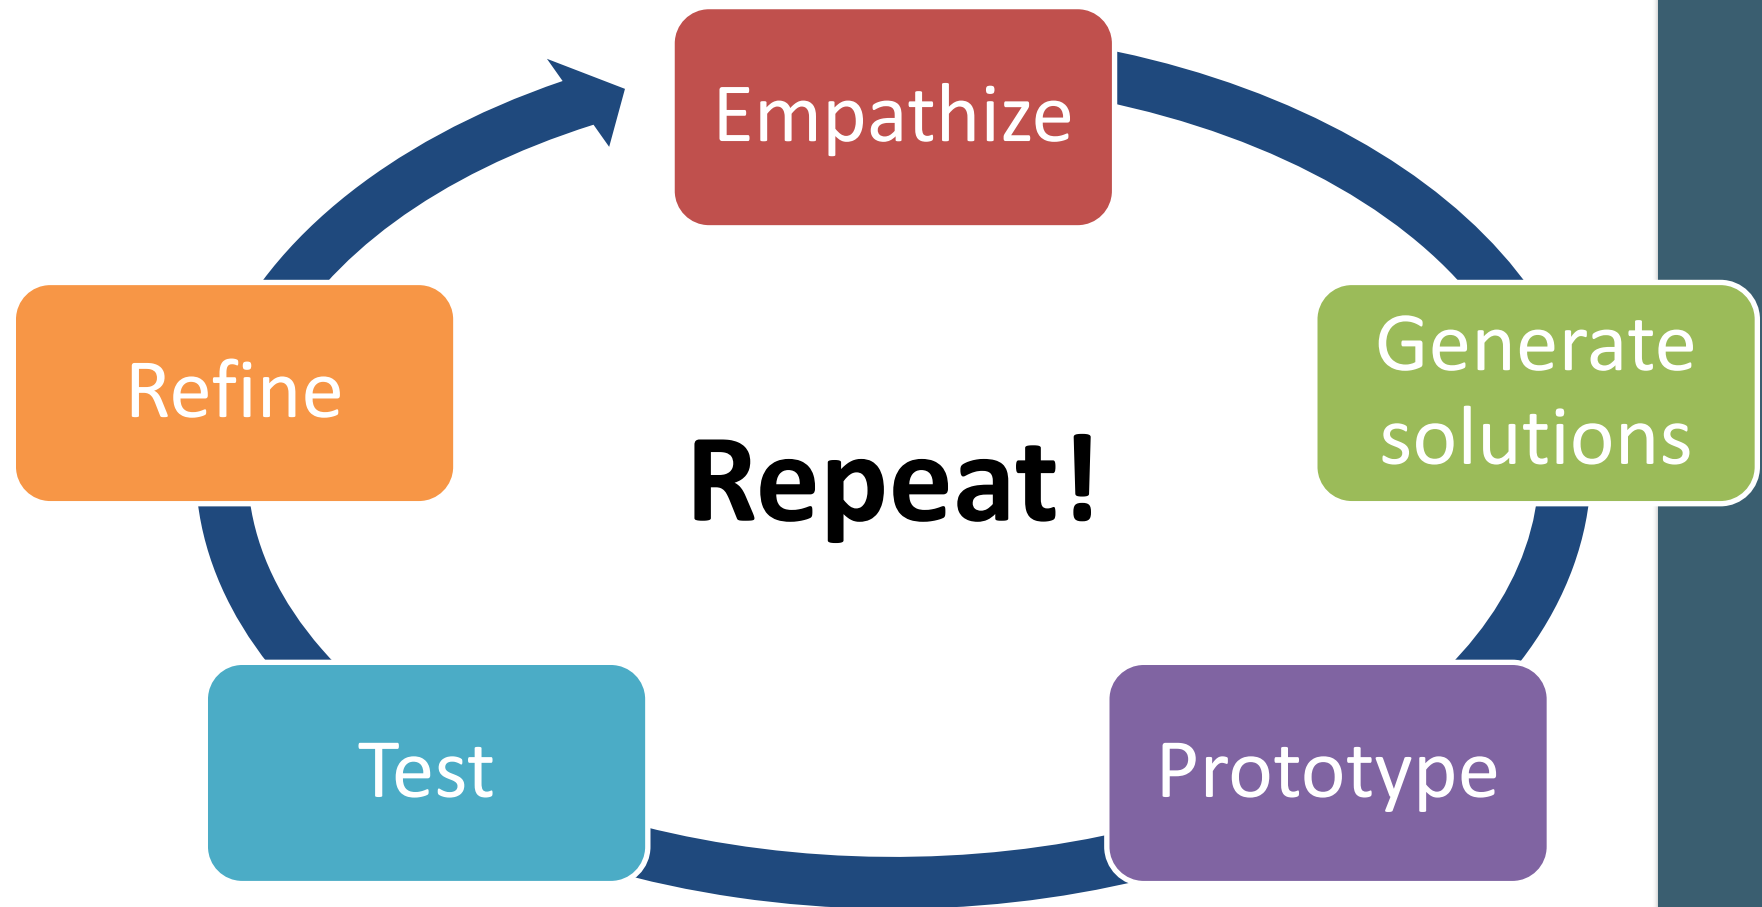 Empathize
Generate
solutions
Prototype
Test
Refine
Repeat!